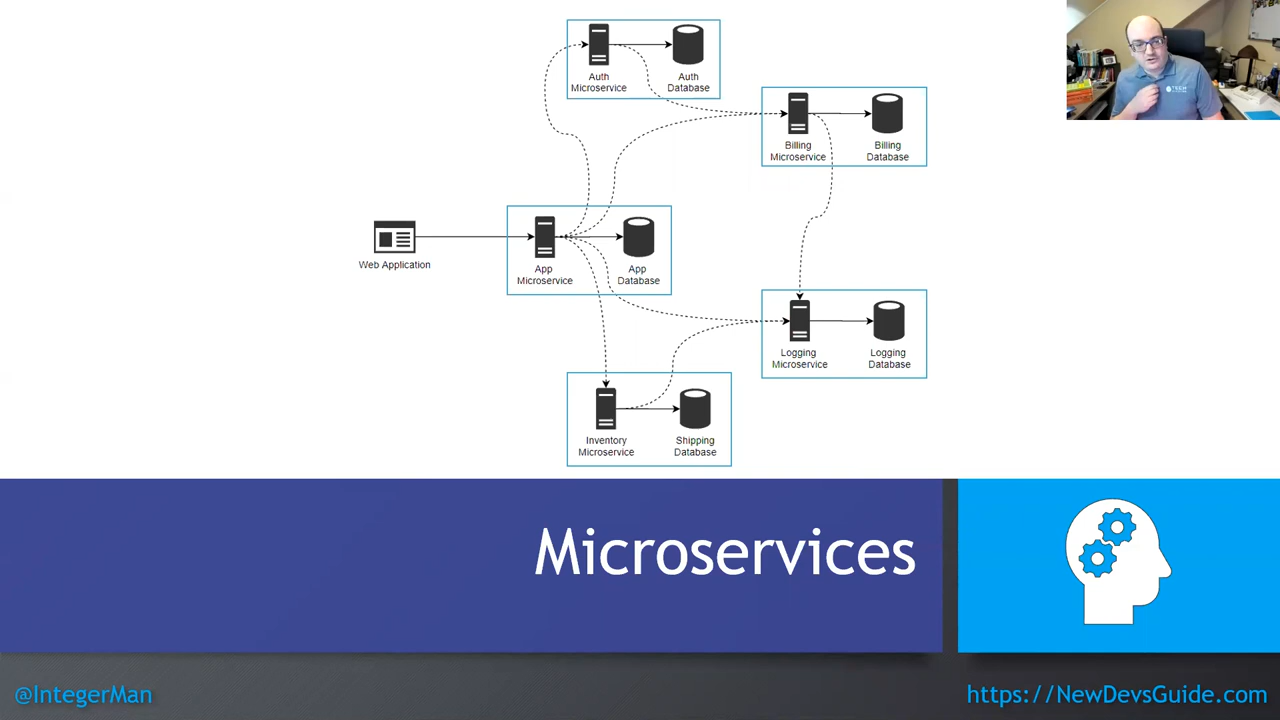 Auth
Microservice
Auth
Database
TECH
Billing
Microservice
Billing
Database
Web Application
App
Microservice
App
Database
Logging
Microservice
Logging
Database
Inventory
Microservice
Shipping
Database
Microservices
@IntegerMan
https://NewDevsGuide.com